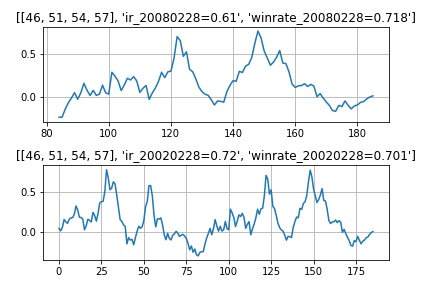 [[46, 51, 54, 57], 'ir_20080228=0.61', 'winrate_20080228=0.718']
0.5
0.0
80 100 120 140 160 180
[[46, 51, 54, 57], 'ir_20020228=0.72', 'winrate_20020228=0.701']
0.5
0.0
0 25 50 75 100 125 150 175